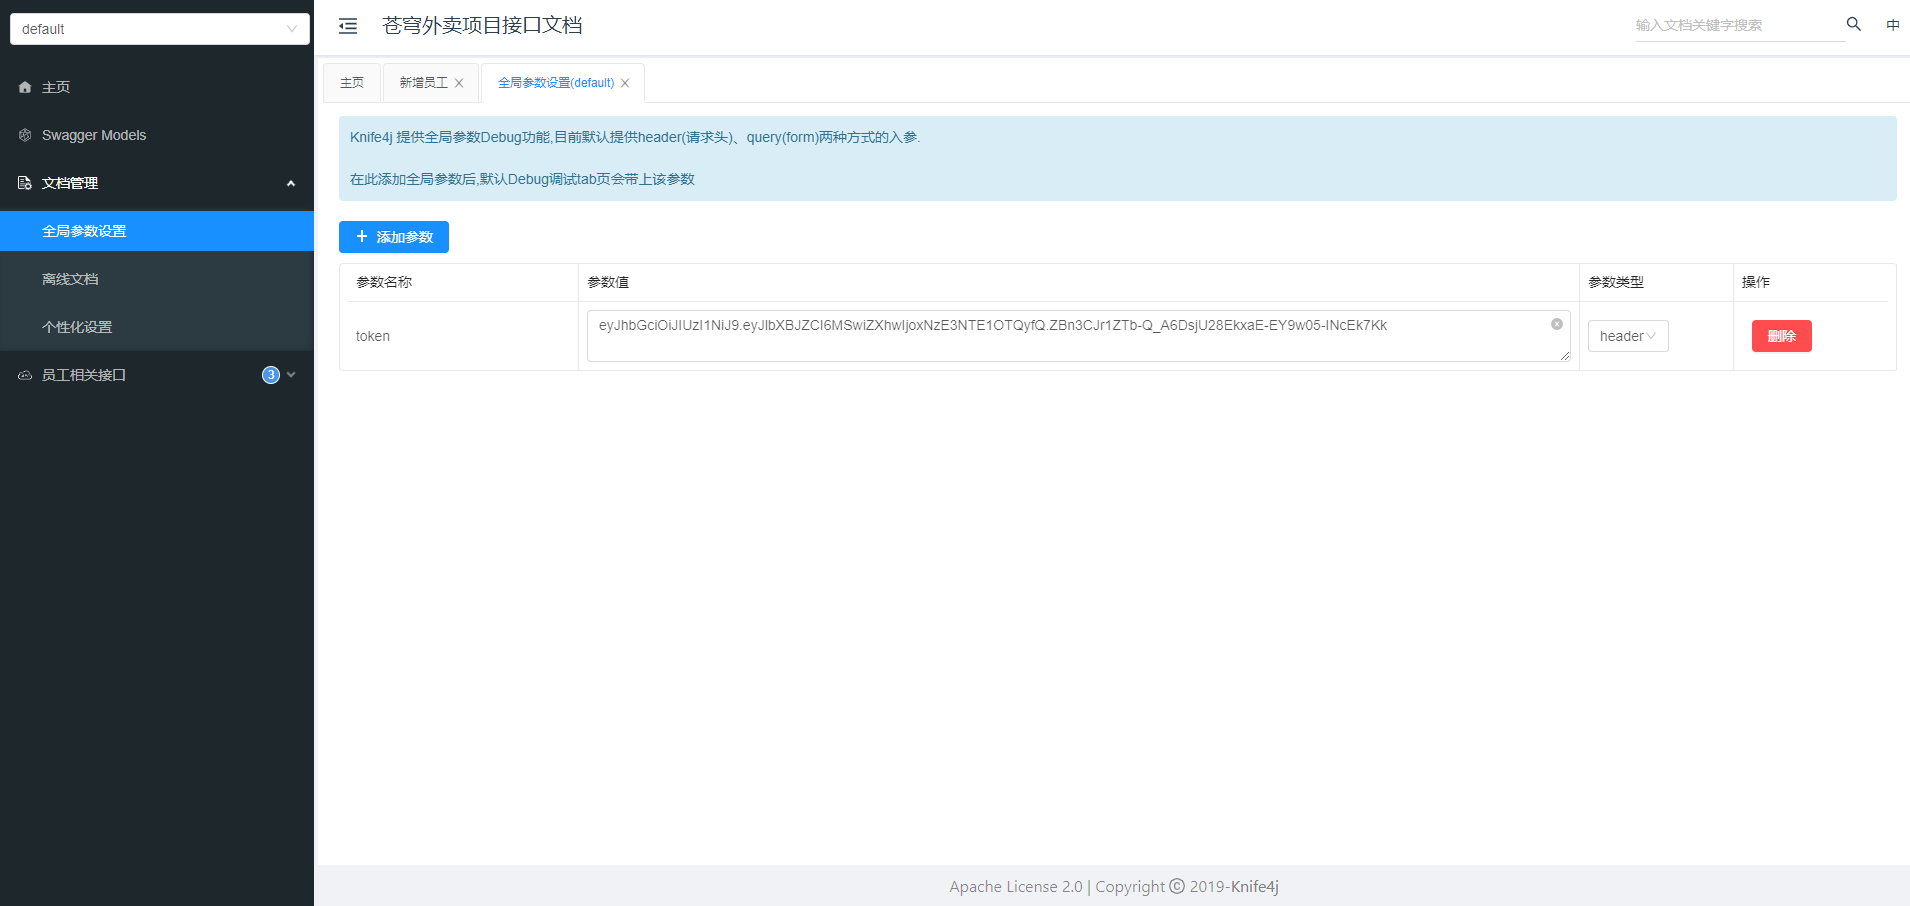 default
苍穹外卖项目接口文档
输入文档关键字搜索
中
主页
Swagger Models
文档管理
全局参数设置
离线文档
个性化设置
员工相关接口
3
主页
新增员工
全局参数设置(default)
Knife4j 提供全局参数Debug功能,目前默认提供header(请求头)、query(form)两种方式的入参.
在此添加全局参数后,默认Debug调试tab页会带上该参数
添加参数
参数名称 参数值 参数类型 操作
token eyJhbGciOiJIUzI1NiJ9.eyJlbXBJZCI6MSwiZXhwIjoxNzE3NTE1OTQyfQ.ZBn3CJr1ZTb-Q_A6DsjU28EkxaE-EY9w05-INcEk7Kk header 删除
Apache License 2.0 | Copyright © 2019-Knife4j